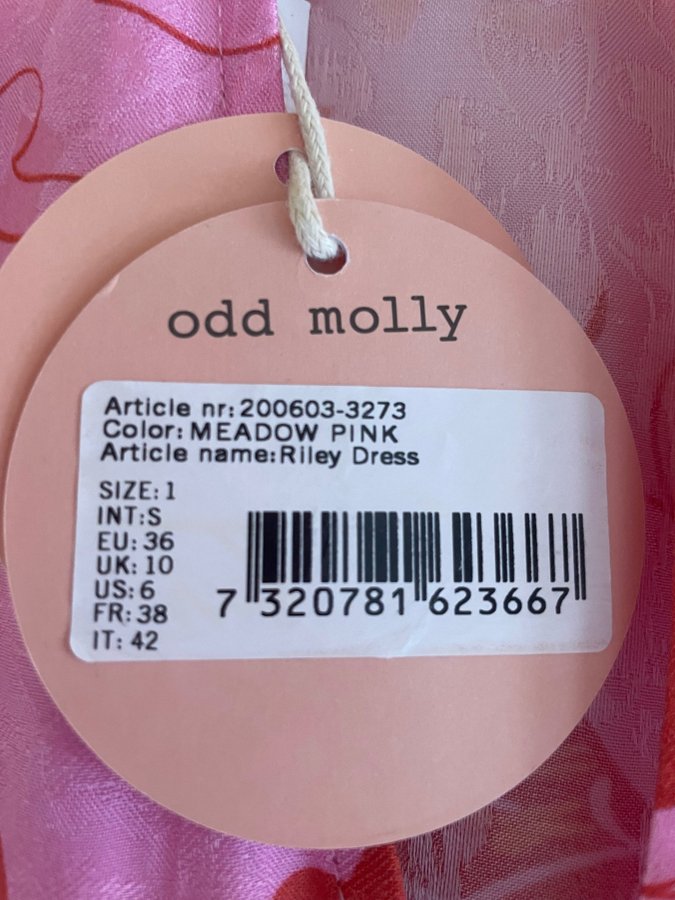 odd molly
Article nr: 200603-3273
Color: MEADOW PINK
Article name:Riley Dress
SIZE: 1
INT:S
EU: 36
UK: 10
US: 6
FR: 38
IT: 42
7 320781 623667